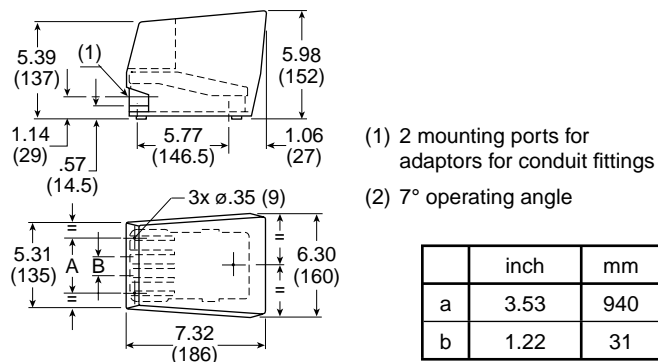 5.39
(137)
(1)
5.98
(152)
1.14
(29)
.57
(14.5)
5.77
(146.5)
1.06
(27)
(1) 2 mounting ports for
adaptors for conduit fittings
(2) 7° operating angle
3x ø.35 (9)
=
5.31
(135)
A
B
=
=
6.30
(160)
=
7.32
(186)
inch mm
a 3.53 940
b 1.22 31